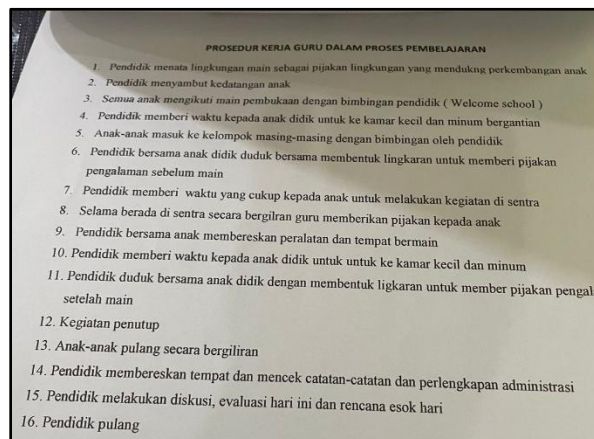 PROSEDUR KERJA GURU DALAM PROSES PEMBELAJARAN
1. Pendidik menata lingkungan main sebagai pijakan lingkungan yang mendukng perkembangan anak
2. Pendidik menyambut kedatangan anak
3. Semua anak mengikuti main pembukaan dengan bimbingan pendidik ( Welcome school )
4. Pendidik memberi waktu kepada anak didik untuk ke kamar kecil dan minum bergantian
5. Anak-anak masuk ke kelompok masing-masing dengan bimbingan oleh pendidik
6. Pendidik bersama anak didik duduk bersama membentuk lingkaran untuk memberi pijakan
pengalaman sebelum main
7. Pendidik memberi waktu yang cukup kepada anak untuk melakukan kegiatan di sentra
8. Selama berada di sentra secara bergilran guru memberikan pijakan kepada anak
9. Pendidik bersama anak membereskan peralatan dan tempat bermain
10. Pendidik memberi waktu kepada anak didik untuk untuk ke kamar kecil dan minum
11. Pendidik duduk bersama anak didik dengan membentuk ligkaran untuk member pijakan pengal
setelah main
12. Kegiatan penutup
13. Anak-anak pulang secara bergiliran
14. Pendidik membereskan tempat dan mencek catatan-catatan dan perlengkapan administrasi
15. Pendidik melakukan diskusi, evaluasi hari ini dan rencana esok hari
16. Pendidik pulang